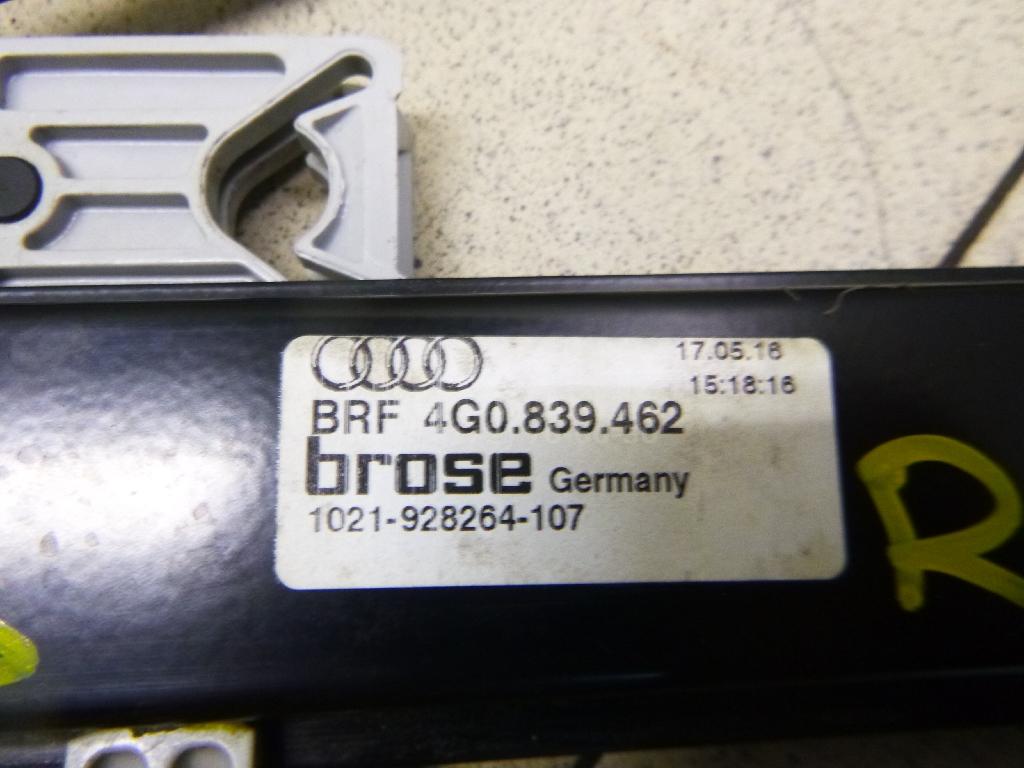 17.05.16
15:18:16
BRF 4G0.839.462
brose Germany
1021-928264-107
R